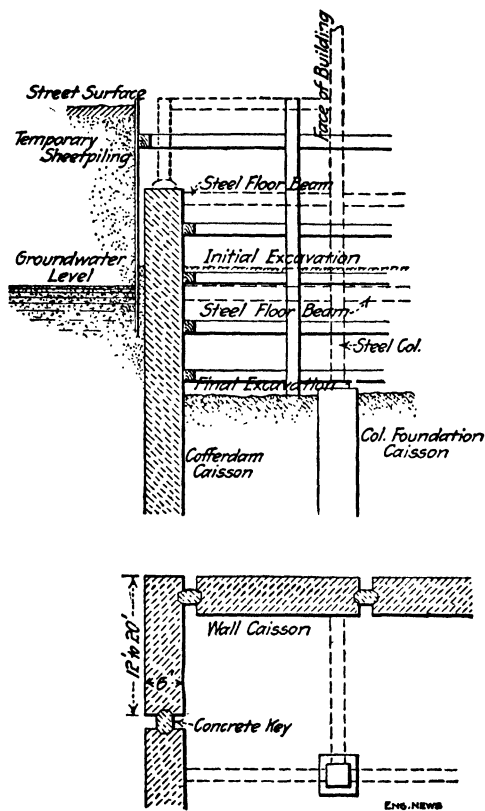 Face of Building
Street Surface
Temporary
Sheetpiling
Steel Floor Beam
Groundwater
Level
Initial Excavation
Steel Floor Beam
Steel Col.
Final Excavation
Cofferdam
Caisson
Col. Foundation
Caisson
12' to 20'
Wall Caisson
6'
Concrete Key
ENG. NEWS